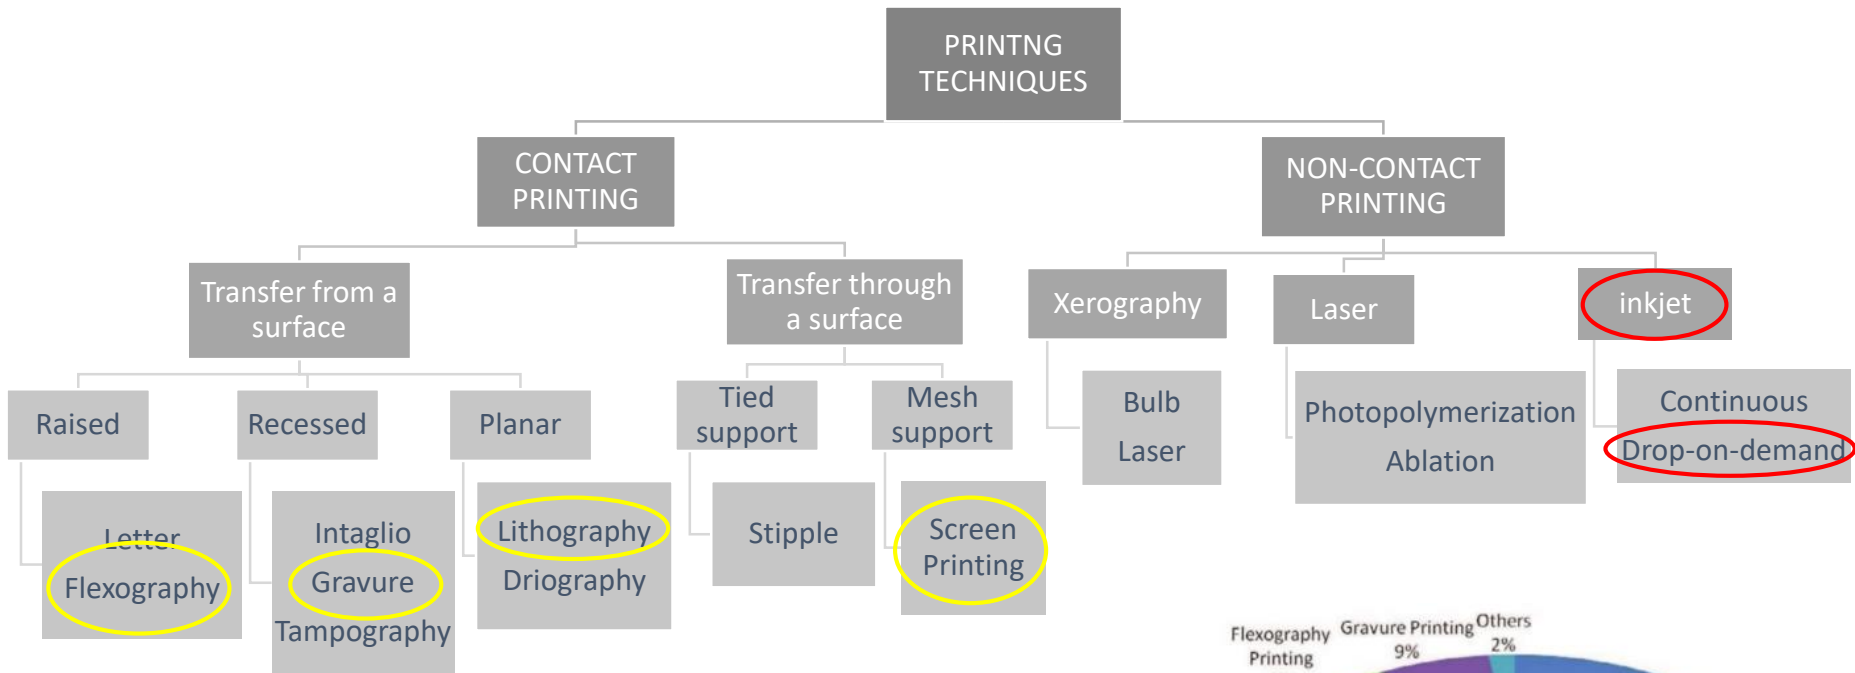 PRINTNG
TECHNIQUES
CONTACT
PRINTING
NON-CONTACT
PRINTING
Transfer from a
surface
Transfer through
a surface
Xerography
Laser
inkjet
Raised
Recessed
Planar
Tied
support
Mesh
support
Bulb
Laser
Photopolymerization
Ablation
Continuous
Drop-on-demand
Letter
Flexography
Intaglio
Gravure
Tampography
Lithography
Driography
Stipple
Screen
Printing
Flexography
Printing
Gravure Printing
9%
Others
2%